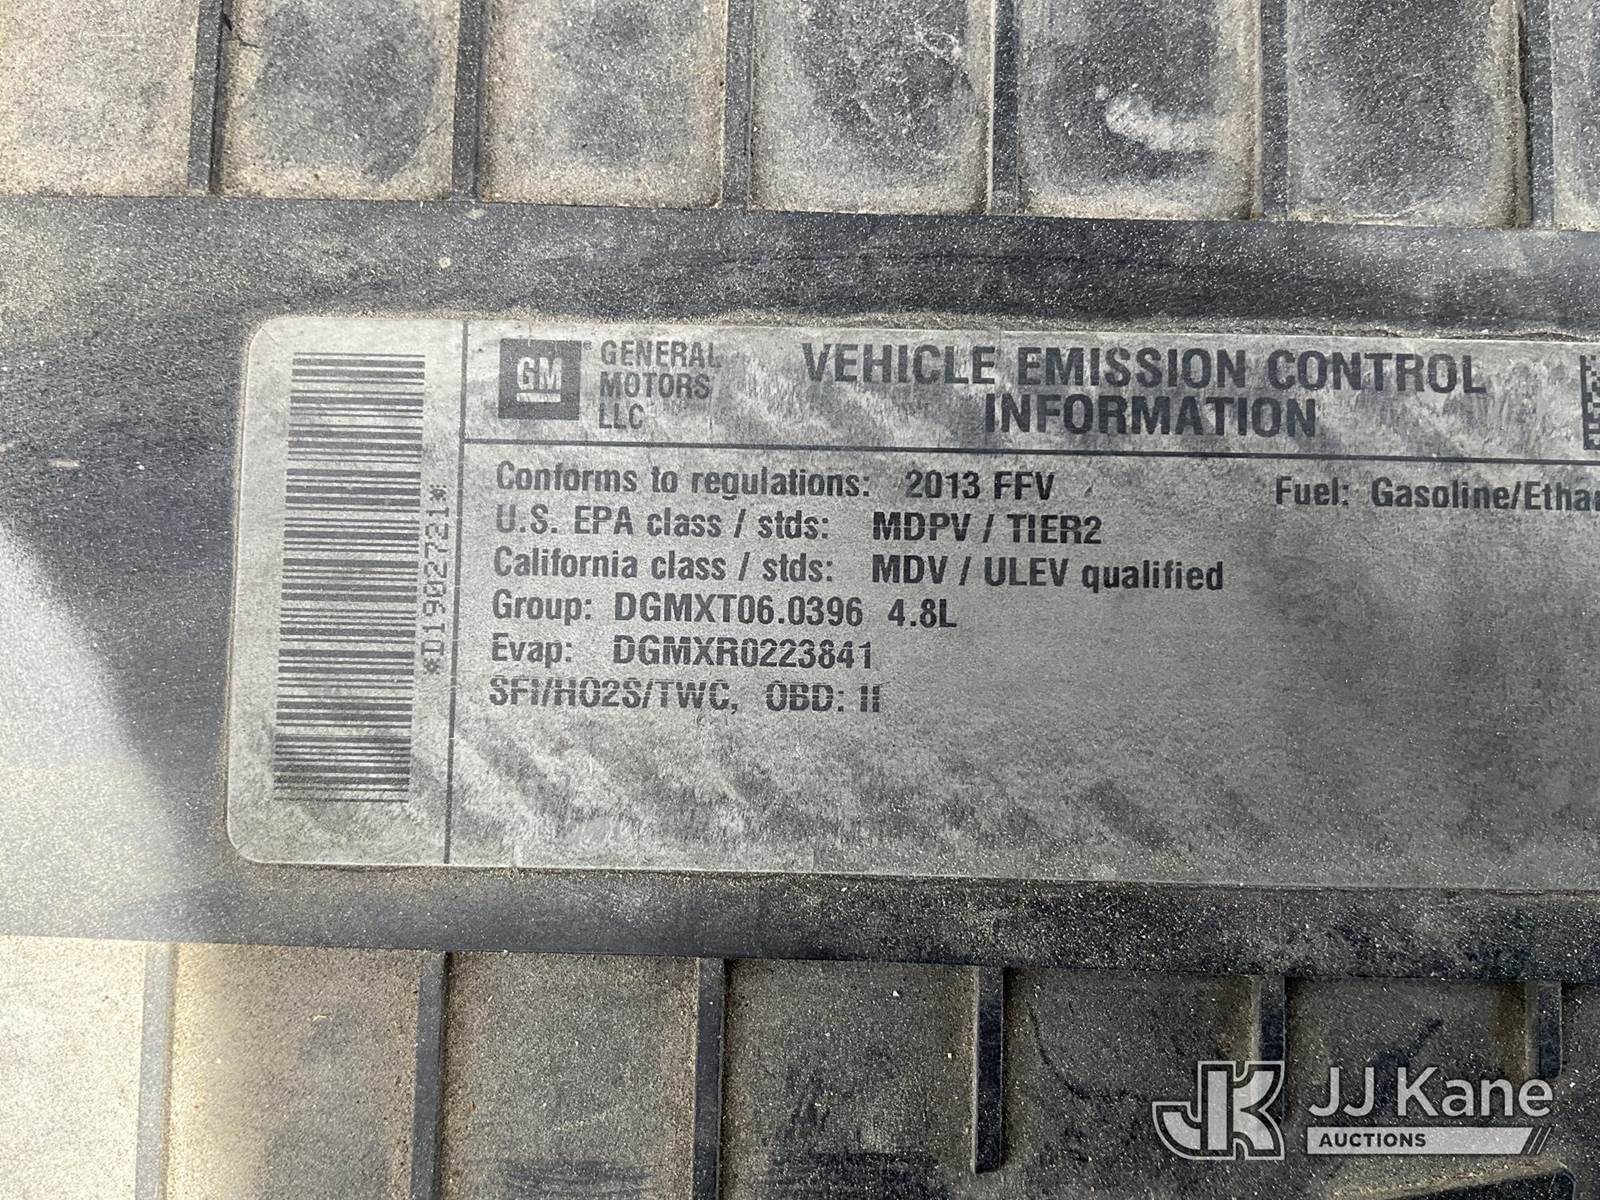 GM
GENERAL
MOTORS
LLC
VEHICLE EMISSION CONTROL
INFORMATION
Conforms to regulations: 2013 FFV Fuel: Gasoline/Ethan
U.S. EPA class / stds: MDPV / TIER2
California class / stds: MDV / ULEV qualified
Group: DGMXT06.0396 4.8L
Evap: DGMXR0223841
SFI/HO2S/TWC, OBD: II
*D1902721*
JK JJ Kane
AUCTIONS